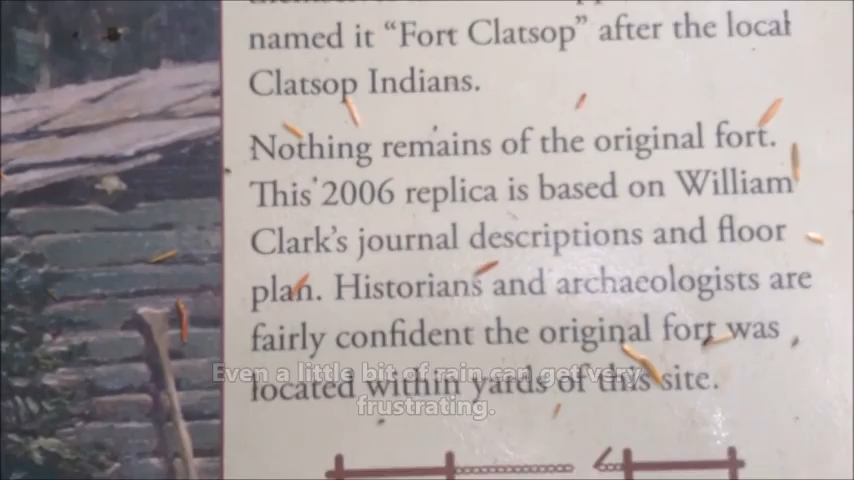 named it “Fort Clatsop” after the local
Clatsop Indians.
Nothing remains of the original fort.
This 2006 replica is based on William
Clark’s journal descriptions and floor
plan. Historians and archaeologists are
fairly confident the original fort was
located within yards of this site.
Even a little bit of rain can get very
frustrating.